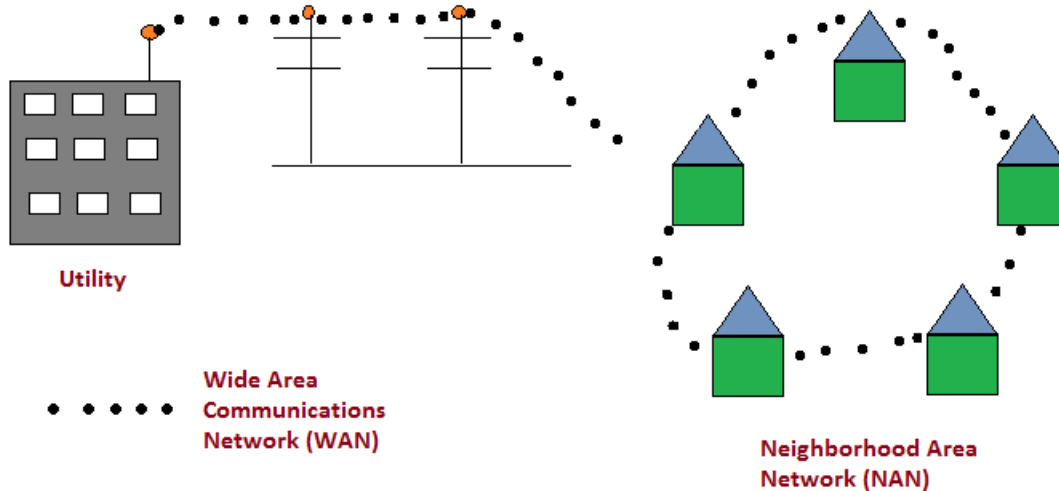 Utility
Wide Area
Communications
Network (WAN)
Neighborhood Area
Network (NAN)